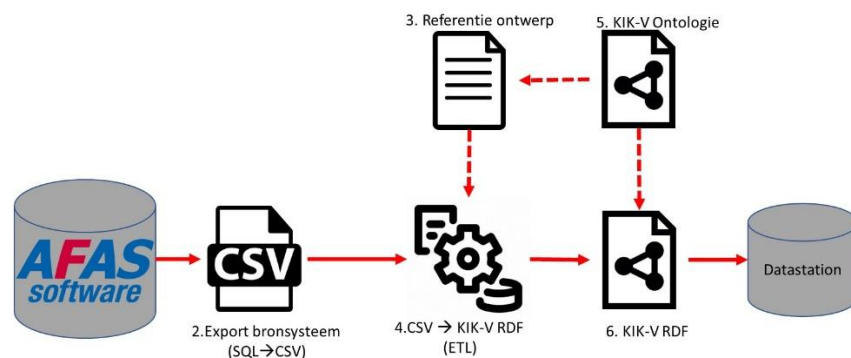 3. Referentie ontwerp
5. KIK-V Ontologie
AFAS
software
CSV
Datastation
2.Export bronsysteem
(SQL→CSV)
4.CSV → KIK-V RDF
(ETL)
6. KIK-V RDF